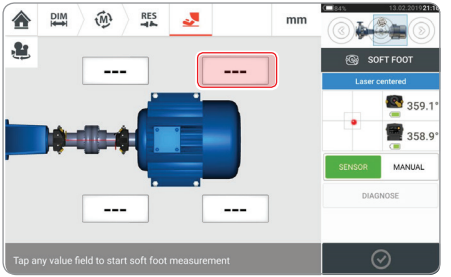 DIM
M
RES
mm
84%
13.02.2019 21:10
SOFT FOOT
Laser centered
359.1°
358.9°
SENSOR
MANUAL
DIAGNOSE
---
---
---
---
Tap any value field to start soft foot measurement